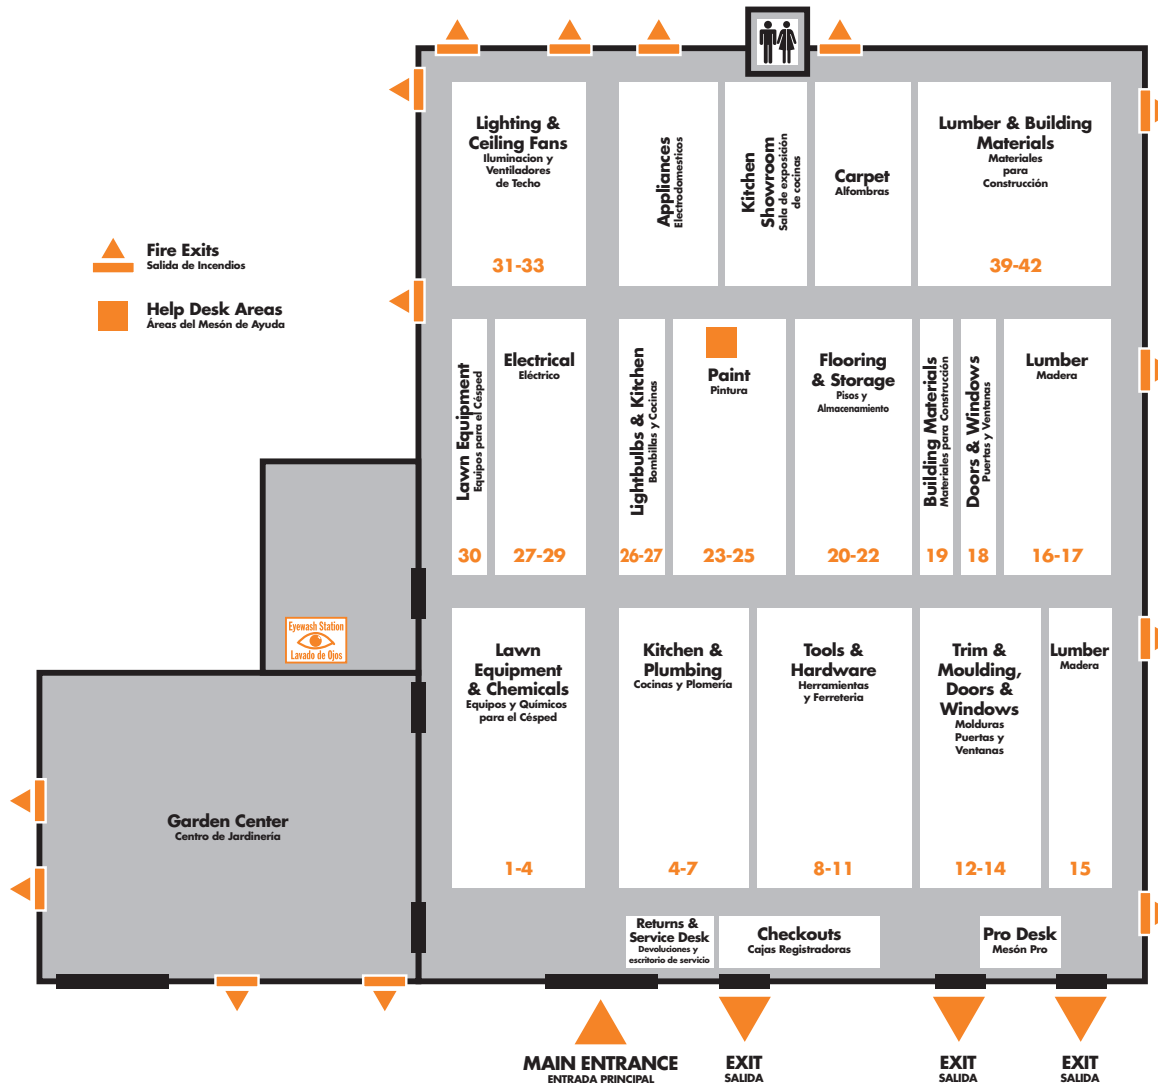 Lighting &
Ceiling Fans
Iluminacion y
Ventiladores
de Techo
31-33
Appliances
Electrodomesticos
Kitchen
Showroom
Sala de exposición
de cocinas
Carpet
Alfombras
Lumber & Building
Materials
Materiales
para
Construcción
39-42
Fire Exits
Salida de Incendios
Help Desk Areas
Áreas del Mesón de Ayuda
Lawn Equipment
Equipos para el Césped
30
Electrical
Eléctrico
27-29
Lightbulbs & Kitchen
Bombillas y Cocinas
26-27
Paint
Pintura
23-25
Flooring
& Storage
Pisos y
Almacenamiento
20-22
Building Materials
Materiales para Construcción
19
Doors & Windows
Puertas y Ventanas
18
Lumber
Madera
16-17
Eyewash Station
Lavado de Ojos
Lawn
Equipment
& Chemicals
Equipos y Químicos
para el Césped
1-4
Kitchen &
Plumbing
Cocinas y Plomería
4-7
Tools &
Hardware
Herramientas
y Ferreteria
8-11
Trim &
Moulding,
Doors &
Windows
Molduras
Puertas y
Ventanas
12-14
Lumber
Madera
15
Garden Center
Centro de Jardinería
Returns &
Service Desk
Devoluciones y
escritorio de servicio
Checkouts
Cajas Registradoras
Pro Desk
Mesón Pro
MAIN ENTRANCE
ENTRADA PRINCIPAL
EXIT
SALIDA
EXIT
SALIDA
EXIT
SALIDA